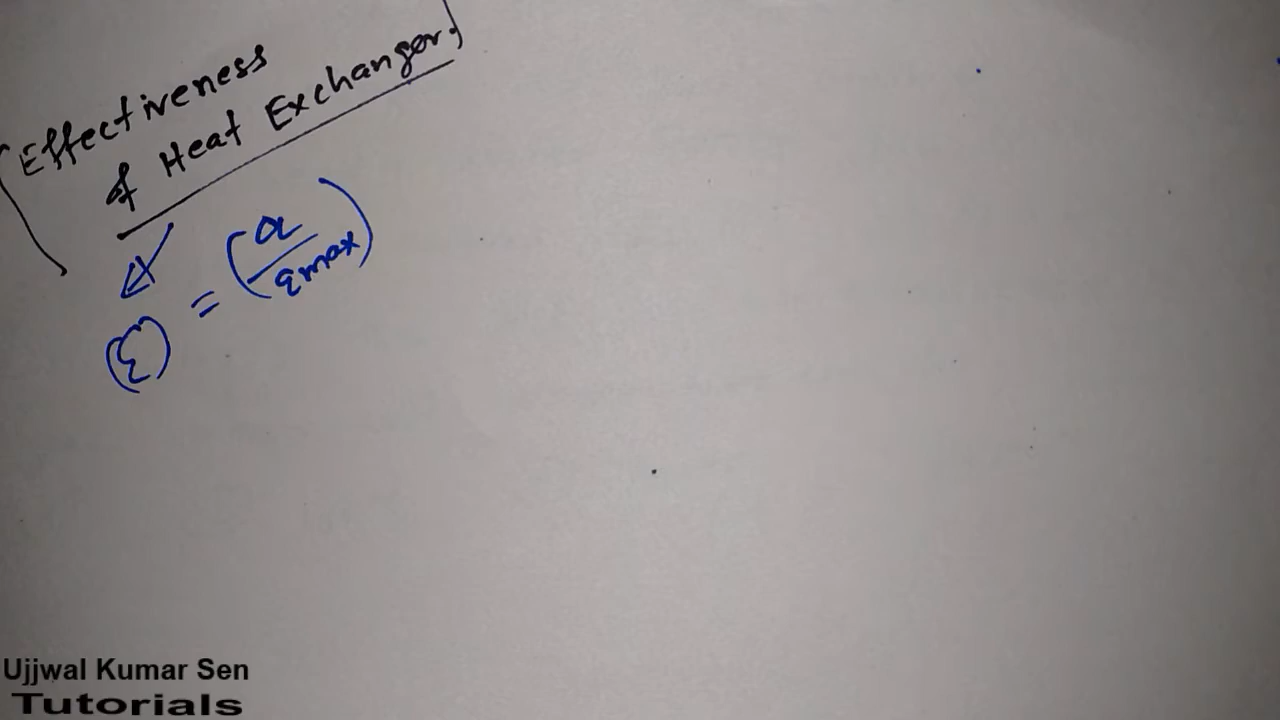 Effectiveness
of Heat Exchanger.
(ε) = (Q / Qmax)
Ujjwal Kumar Sen
Tutorials